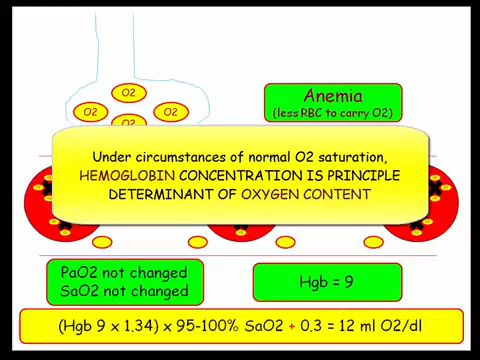 O2
Anemia
(less RBC to carry O2)
O2
O2
O2
Under circumstances of normal O2 saturation,
HEMOGLOBIN CONCENTRATION IS PRINCIPLE
DETERMINANT OF OXYGEN CONTENT
PaO2 not changed
SaO2 not changed
Hgb = 9
(Hgb 9 x 1.34) x 95-100% SaO2 + 0.3 = 12 ml O2/dl